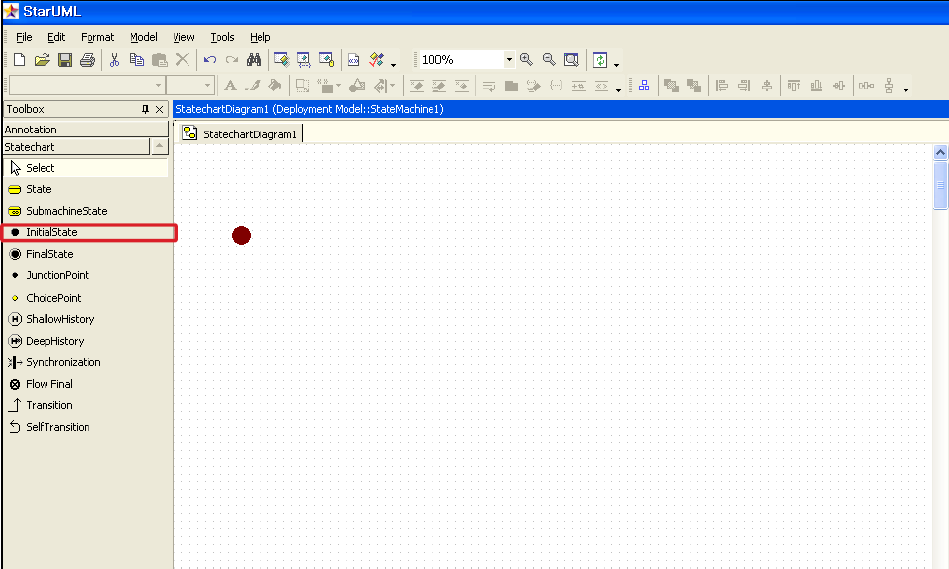 StarUML
File Edit Format Model View Tools Help
100%
Toolbox
StatechartDiagram1 (Deployment Model::StateMachine1)
Annotation
Statechart
StatechartDiagram1
Select
State
SubmachineState
InitialState
FinalState
JunctionPoint
ChoicePoint
ShallowHistory
DeepHistory
Synchronization
Flow Final
Transition
SelfTransition